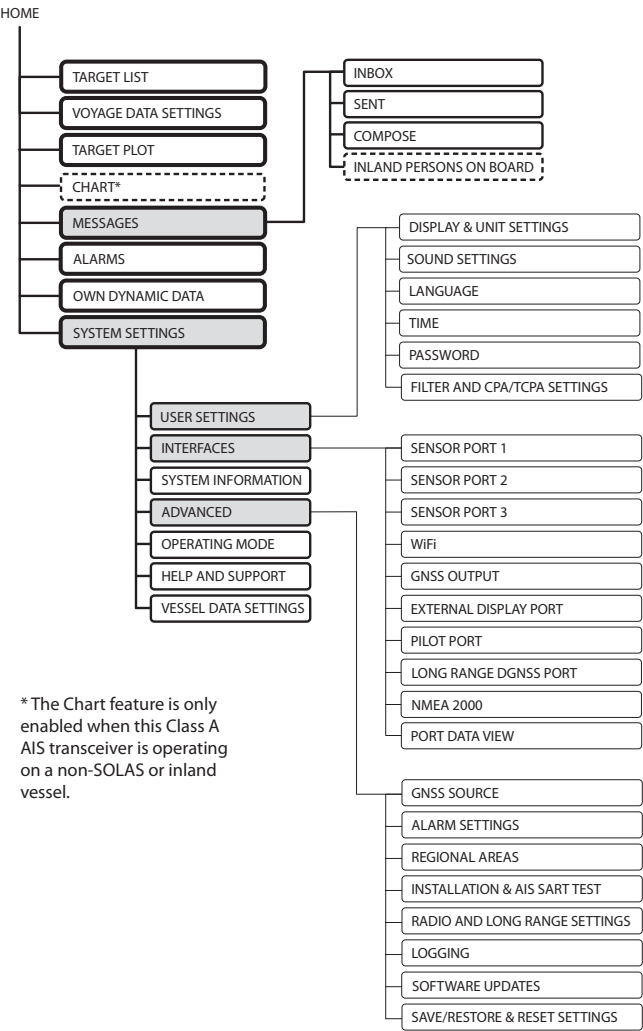 HOME
TARGET LIST
VOYAGE DATA SETTINGS
TARGET PLOT
CHART*
MESSAGES
ALARMS
OWN DYNAMIC DATA
SYSTEM SETTINGS
INBOX
SENT
COMPOSE
INLAND PERSONS ON BOARD
USER SETTINGS
INTERFACES
SYSTEM INFORMATION
ADVANCED
OPERATING MODE
HELP AND SUPPORT
VESSEL DATA SETTINGS
DISPLAY & UNIT SETTINGS
SOUND SETTINGS
LANGUAGE
TIME
PASSWORD
FILTER AND CPA/TCPA SETTINGS
SENSOR PORT 1
SENSOR PORT 2
SENSOR PORT 3
WiFi
GNSS OUTPUT
EXTERNAL DISPLAY PORT
PILOT PORT
LONG RANGE DGNSS PORT
NMEA 2000
PORT DATA VIEW
GNSS SOURCE
ALARM SETTINGS
REGIONAL AREAS
INSTALLATION & AIS SART TEST
RADIO AND LONG RANGE SETTINGS
LOGGING
SOFTWARE UPDATES
SAVE/RESTORE & RESET SETTINGS
* The Chart feature is only
enabled when this Class A
AIS transceiver is operating
on a non-SOLAS or inland
vessel.